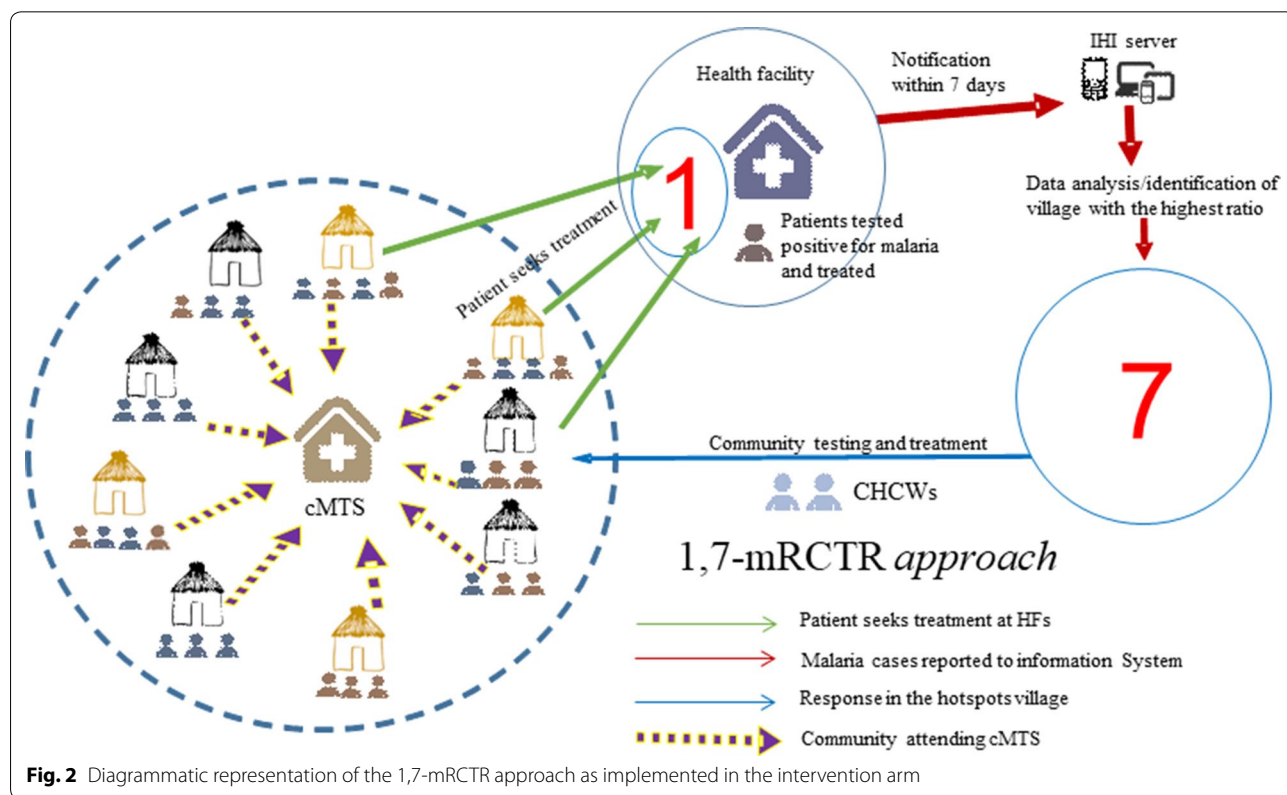 IHI server
Notification
within 7 days
Health facility
1
Patients tested
positive for malaria
and treated
Data analysis/identification of
village with the highest ratio
Patient seeks treatment
7
cMTS
Community testing and treatment
CHCWs
1,7-mRCTR approach
Patient seeks treatment at HFs
Malaria cases reported to information System
Response in the hotspots village
Community attending cMTS
Fig. 2 Diagrammatic representation of the 1,7-mRCTR approach as implemented in the intervention arm